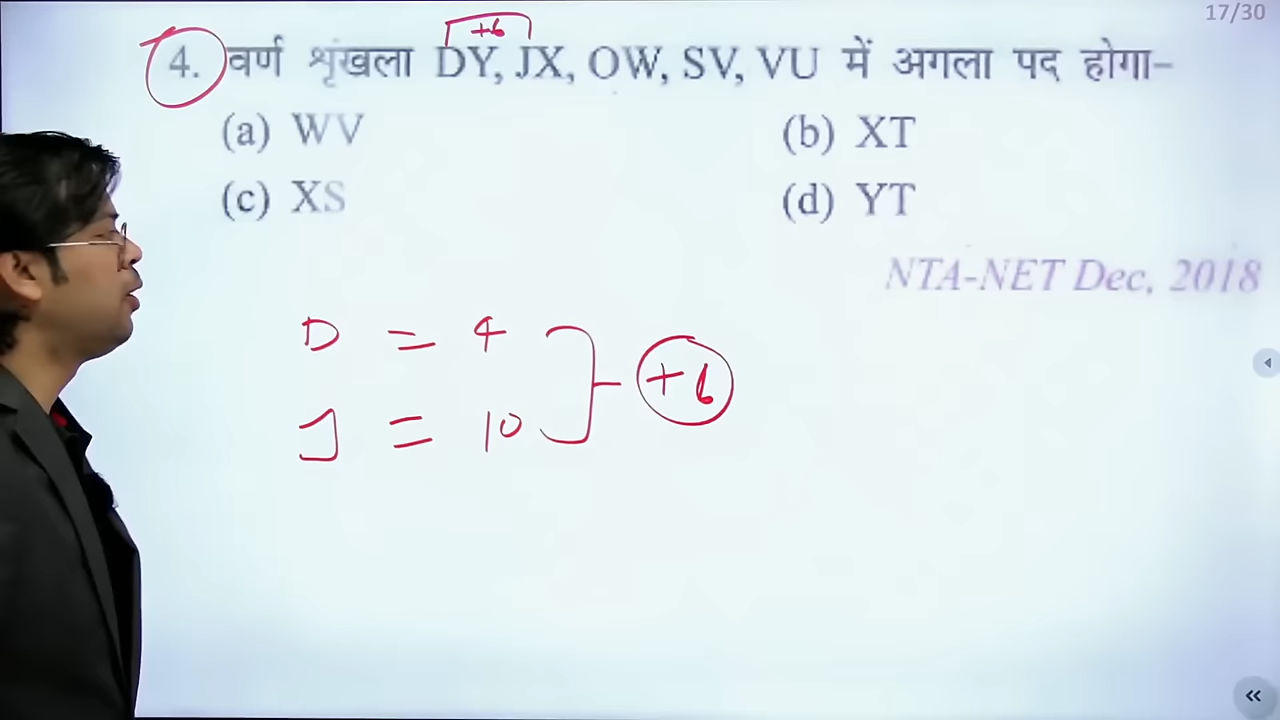 17/30
+6
4. वर्ण शृंखला DY, JX, OW, SV, VU में अगला पद होगा–
(a) WV (b) XT
(c) XS (d) YT
NTA-NET Dec, 2018
D = 4
J = 10
+6